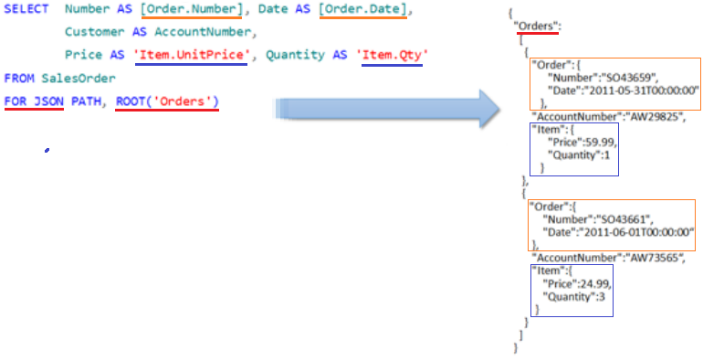 SELECT Number AS [Order.Number], Date AS [Order.Date],
Customer AS AccountNumber,
Price AS 'Item.UnitPrice', Quantity AS 'Item.Qty'
FROM SalesOrder
FOR JSON PATH, ROOT('Orders')
{
"Orders":
[
{
"Order":{
"Number":"SO43659",
"Date":"2011-05-31T00:00:00"
},
"AccountNumber":"AW29825",
"Item":{
"Price":59.99,
"Quantity":1
}
},
{
"Order":{
"Number":"SO43661",
"Date":"2011-06-01T00:00:00"
},
"AccountNumber":"AW73565",
"Item":{
"Price":24.99,
"Quantity":3
}
}
]
}